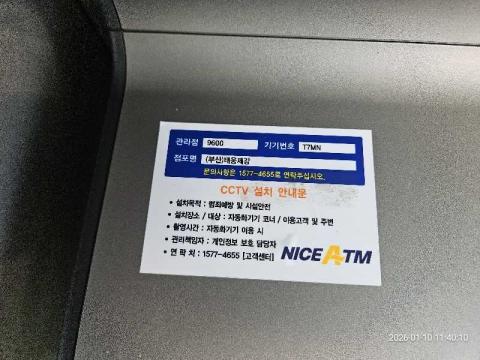 관리점 9600 기기번호 T7MN
점포명 (부산)태웅제강
문의사항은 1577-4655로 연락주십시오.
CCTV 설치 안내문
• 설치목적 : 범죄예방 및 시설안전
• 설치장소 / 대상 : 자동화기기 코너 / 이용고객 및 주변
• 촬영시간 : 자동화기기 이용 시
• 관리책임자 : 개인정보 보호 담당자
• 연 락 처 : 1577-4655 [고객센터]
NICE ATM
2026-01-10 11:40:10